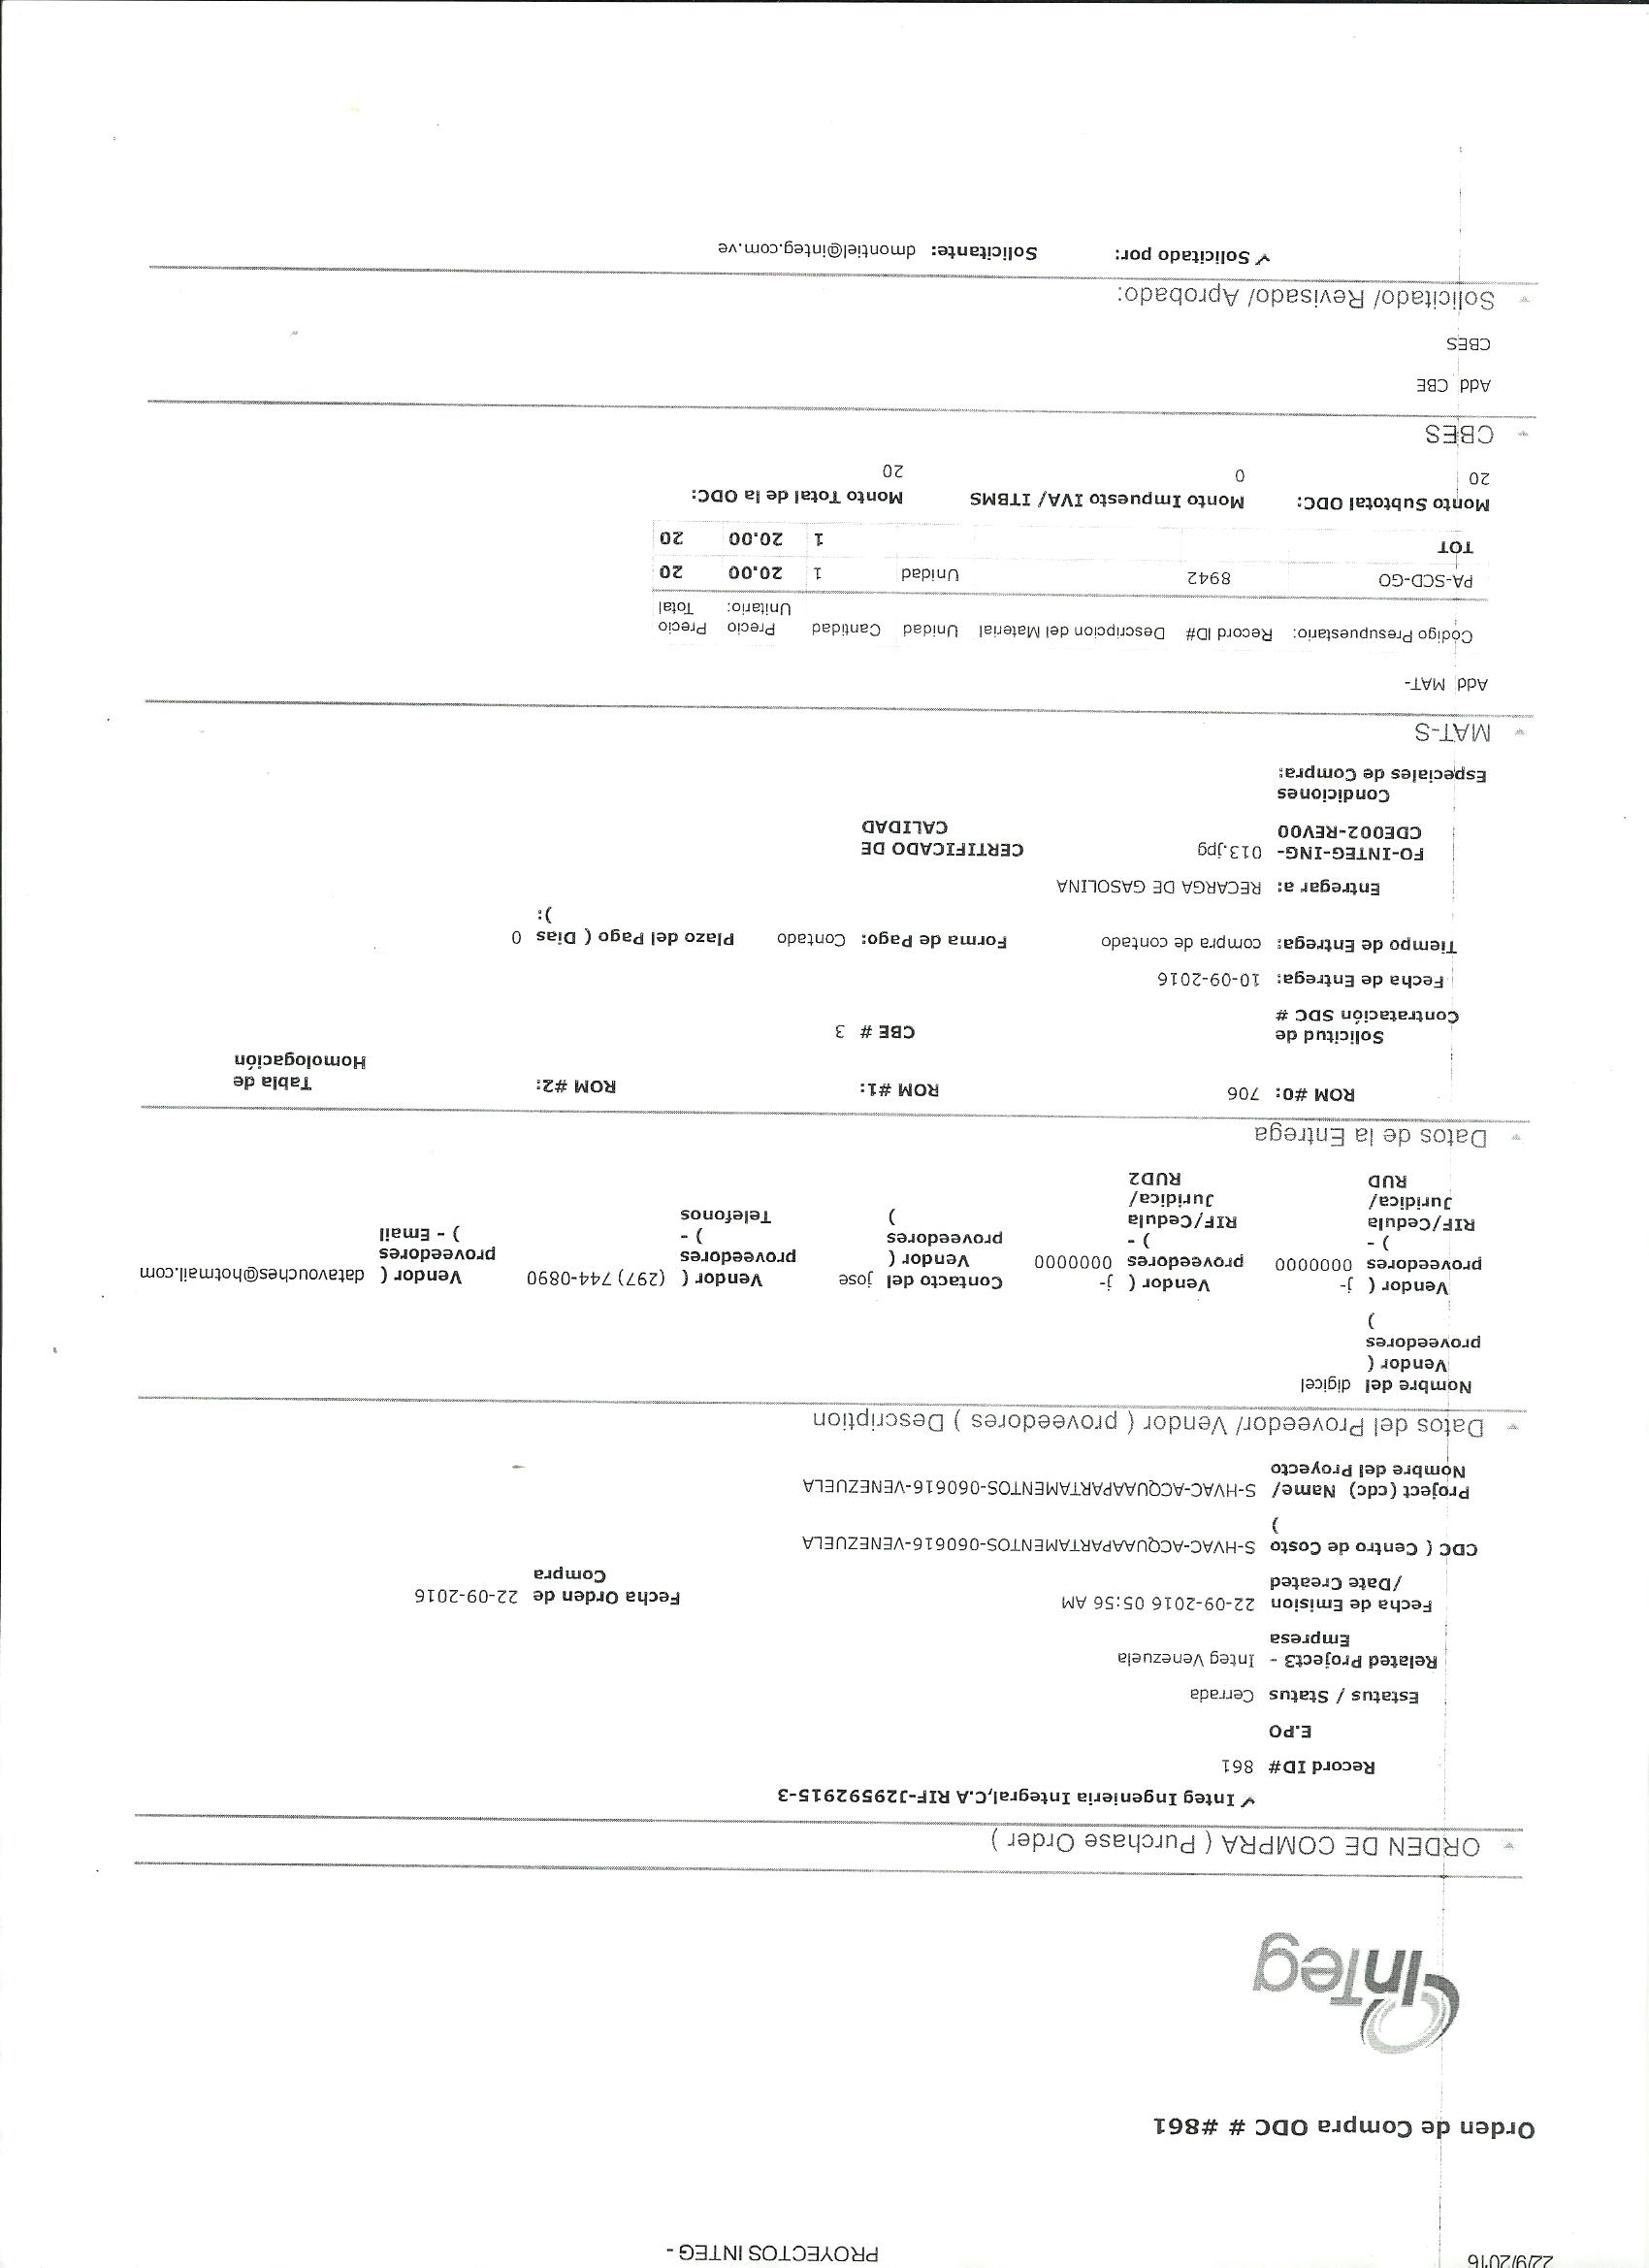 22/9/2016
PROYECTOS INTEG -
Orden de Compra ODC # #861
InTeg
ORDEN DE COMPRA ( Purchase Order )
✓ Integ Ingenieria Integral,C.A RIF-J29592915-3
Record ID# 861
E.PO
Estatus / Status Cerrada
Related Project3 - Integ Venezuela
Empresa
Fecha de Emision 22-09-2016 05:56 AM
/Date Created
Fecha Orden de 22-09-2016
Compra
CDC ( Centro de Costo S-HVAC-ACQUAAPARTAMENTOS-060616-VENEZUELA
)
Project (cdc) Name/ S-HVAC-ACQUAAPARTAMENTOS-060616-VENEZUELA
Nombre del Proyecto
Datos del Proveedor/ Vendor ( proveedores ) Description
Nombre del digicel
Vendor (
proveedores
)
Vendor ( j-
proveedores 0000000
) -
RIF/Cedula
Juridica/
RUD
Vendor ( j-
proveedores 0000000
) -
RIF/Cedula
Juridica/
RUD2
Contacto del jose
Vendor (
proveedores
)
Vendor ( (297) 744-0890
proveedores
) -
Telefonos
Vendor ( datavouches@hotmail.com
proveedores
) - Email
Datos de la Entrega
ROM #0: 706
ROM #1:
ROM #2:
Tabla de
Homologación
Solicitud de
Contratación SDC #
CBE # 3
Fecha de Entrega: 10-09-2016
Tiempo de Entrega: compra de contado
Forma de Pago: Contado
Plazo del Pago ( Dias 0
):
Entregar a: RECARGA DE GASOLINA
FO-INTEG-ING- 013.jpg
CDE002-REV00
CERTIFICADO DE
CALIDAD
Condiciones
Especiales de Compra:
MAT-S
Add MAT-
Codigo Presupuestario: Record ID# Descripcion del Material Unidad Cantidad Precio Unitario: Precio Total
PA-SCD-GO 8942 Unidad 1 20.00 20
TOT 1 20.00 20
Monto Subtotal ODC: Monto Impuesto IVA/ ITBMS Monto Total de la ODC:
20 0 20
CBES
Add CBE
CBES
Solicitado/ Revisado/ Aprobado:
✓ Solicitado por: Solicitante: dmontiel@integ.com.ve